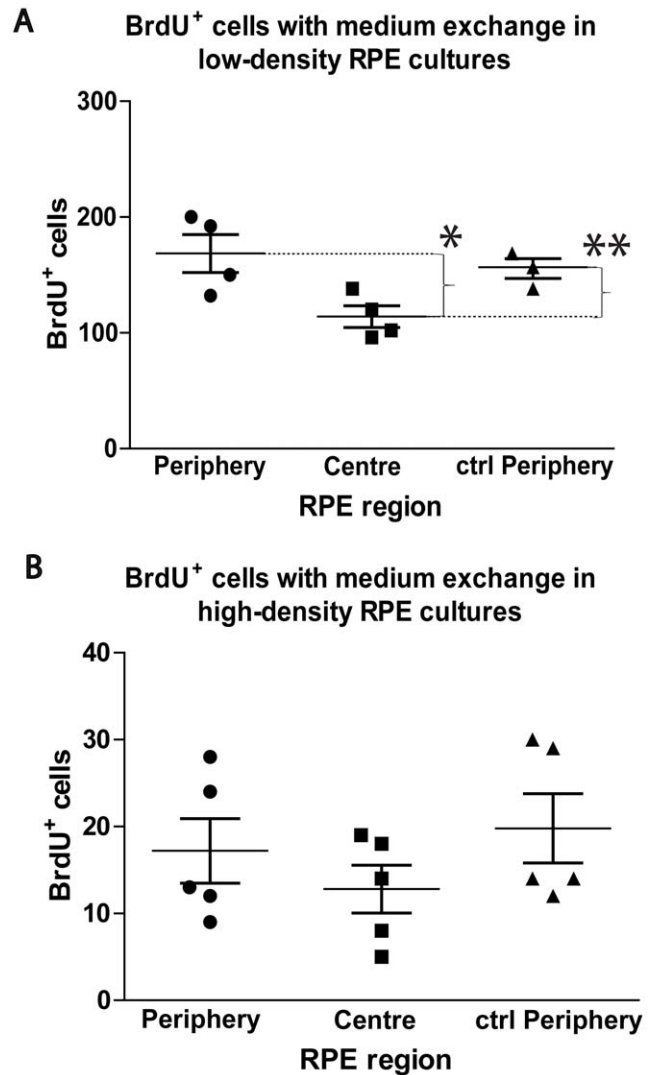 A
BrdU⁺ cells with medium exchange in
low-density RPE cultures
300
200
100
0
BrdU⁺ cells
*
**
Periphery Centre ctrl Periphery
RPE region
B
BrdU⁺ cells with medium exchange in
high-density RPE cultures
40
30
20
10
0
BrdU⁺ cells
Periphery Centre ctrl Periphery
RPE region